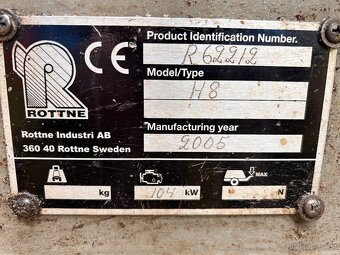 ROTTNE
CE
Product Identification Number.
R62212
Model/Type
H8
Rottne Industri AB
360 40 Rottne Sweden
Manufacturing year
2005
kg
104 kW
MAX
N